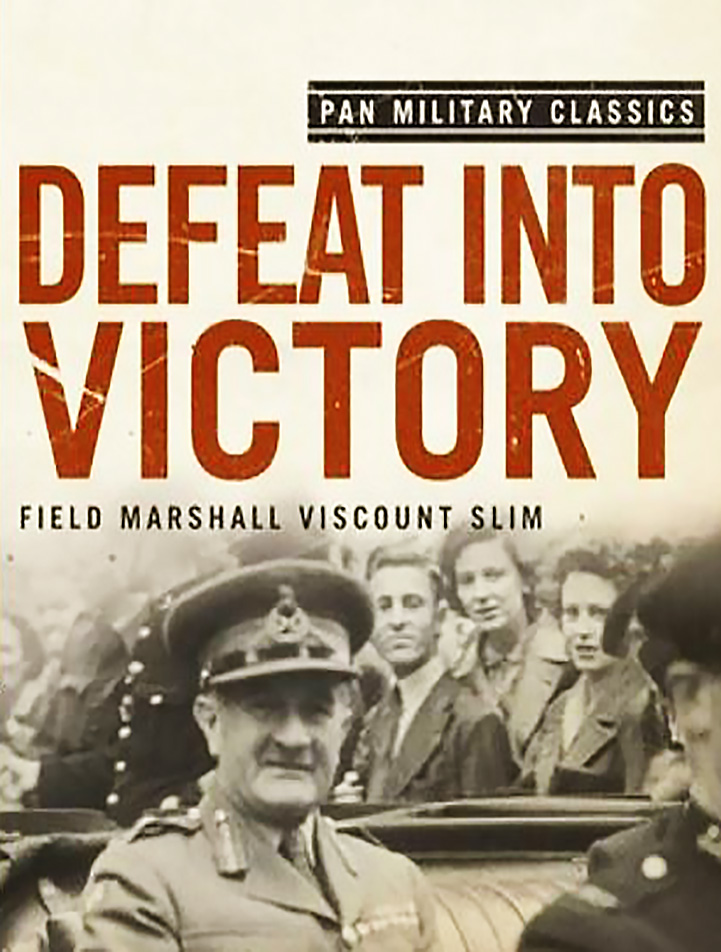 PAN MILITARY CLASSICS
DEFEAT INTO
VICTORY
FIELD MARSHALL VISCOUNT SLIM